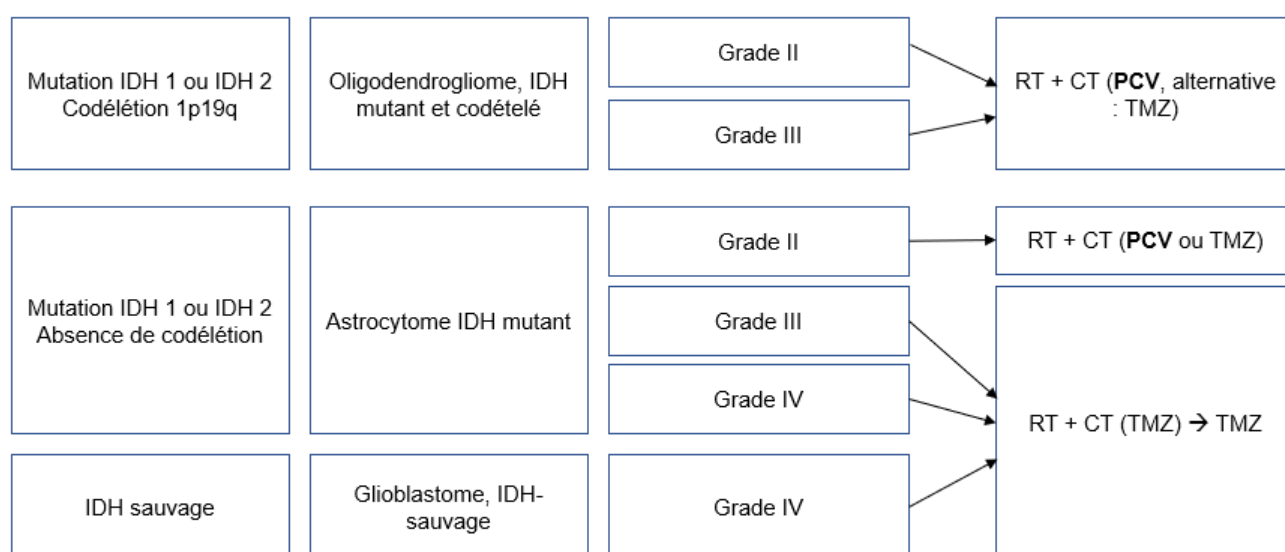 Mutation IDH 1 ou IDH 2
Codélétion 1p19q
Oligodendrogliome, IDH
mutant et codételé
Grade II
Grade III
RT + CT (PCV, alternative
: TMZ)
Mutation IDH 1 ou IDH 2
Absence de codélétion
Astrocytome IDH mutant
Grade II
Grade III
Grade IV
RT + CT (PCV ou TMZ)
RT + CT (TMZ) → TMZ
IDH sauvage
Glioblastome, IDH-
sauvage
Grade IV